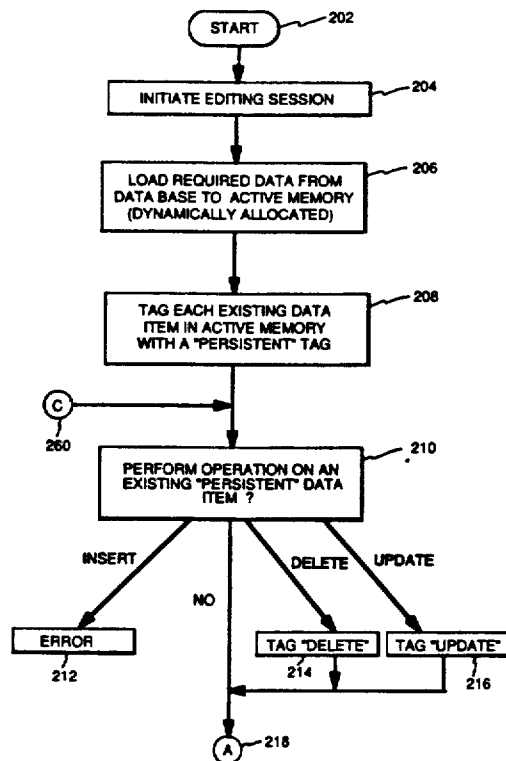 START
202
204
INITIATE EDITING SESSION
206
LOAD REQUIRED DATA FROM
DATA BASE TO ACTIVE MEMORY
(DYNAMICALLY ALLOCATED)
208
TAG EACH EXISTING DATA
ITEM IN ACTIVE MEMORY
WITH A "PERSISTENT" TAG
C
260
210
PERFORM OPERATION ON AN
EXISTING "PERSISTENT" DATA
ITEM ?
INSERT
NO
DELETE
UPDATE
ERROR
212
TAG "DELETE"
214
TAG "UPDATE"
216
A
218